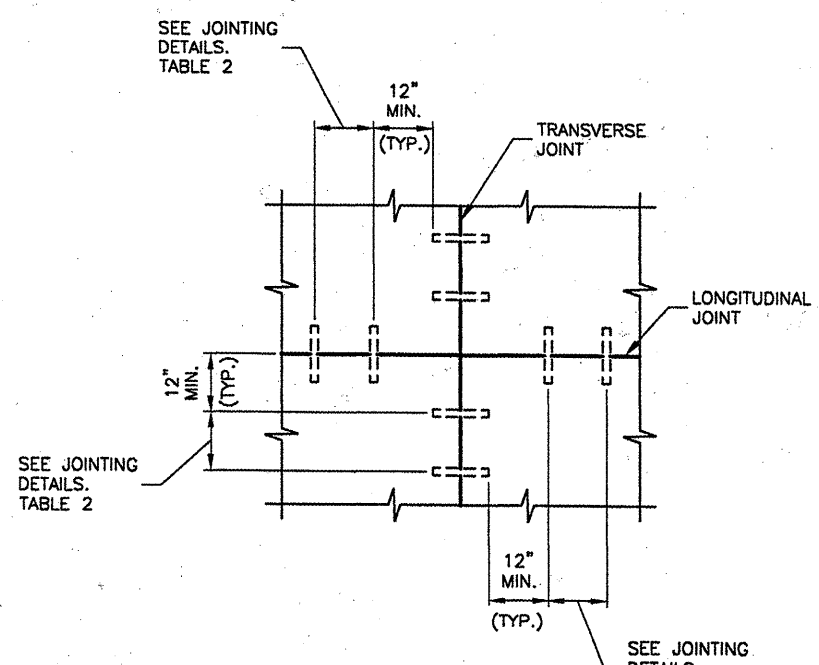 SEE JOINTING
DETAILS.
TABLE 2
12"
MIN.
(TYP.)
TRANSVERSE
JOINT
LONGITUDINAL
JOINT
12"
MIN.
(TYP.)
SEE JOINTING
DETAILS.
TABLE 2
12"
MIN.
(TYP.)
SEE JOINTING